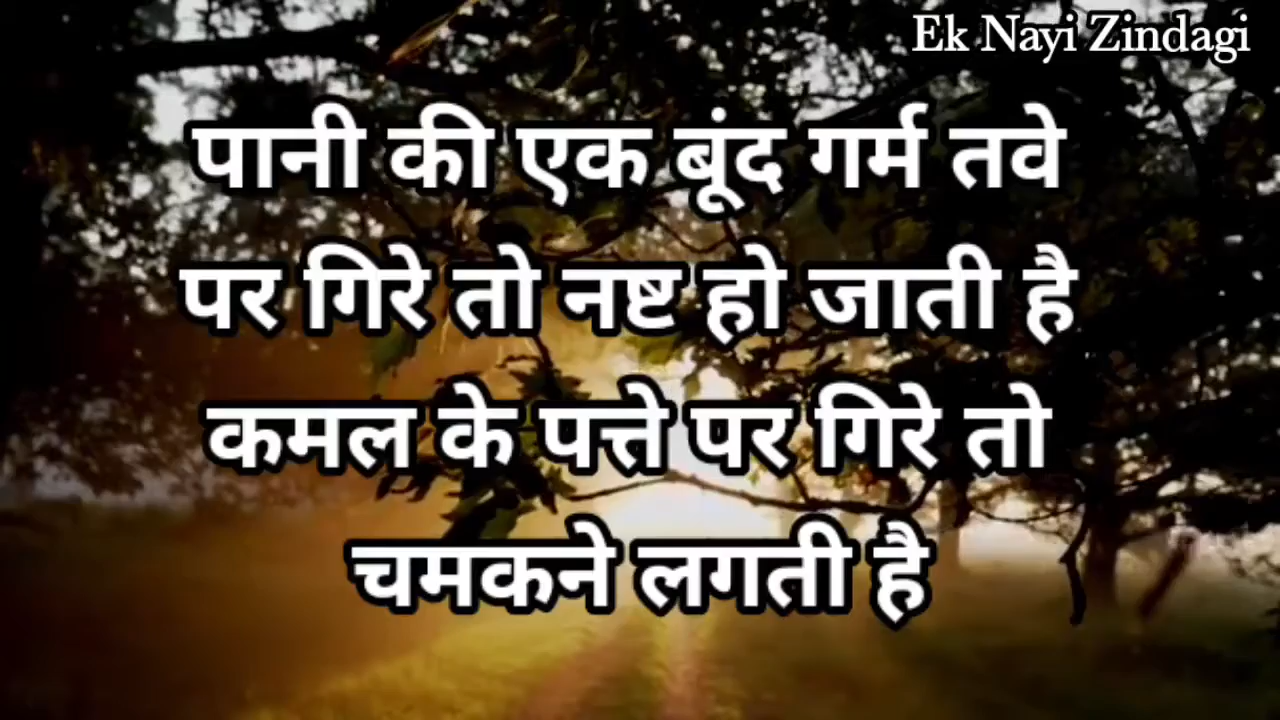 Ek Nayi Zindagi
पानी की एक बूंद गर्म तवे
पर गिरे तो नष्ट हो जाती है
कमल के पत्ते पर गिरे तो
चमकने लगती है